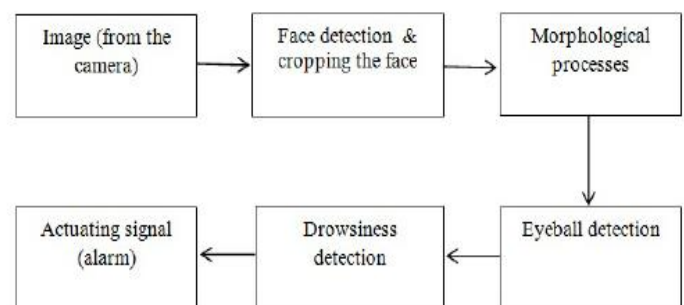 Image (from the
camera)
Face detection &
cropping the face
Morphological
processes
Eyeball detection
Drowsiness
detection
Actuating signal
(alarm)